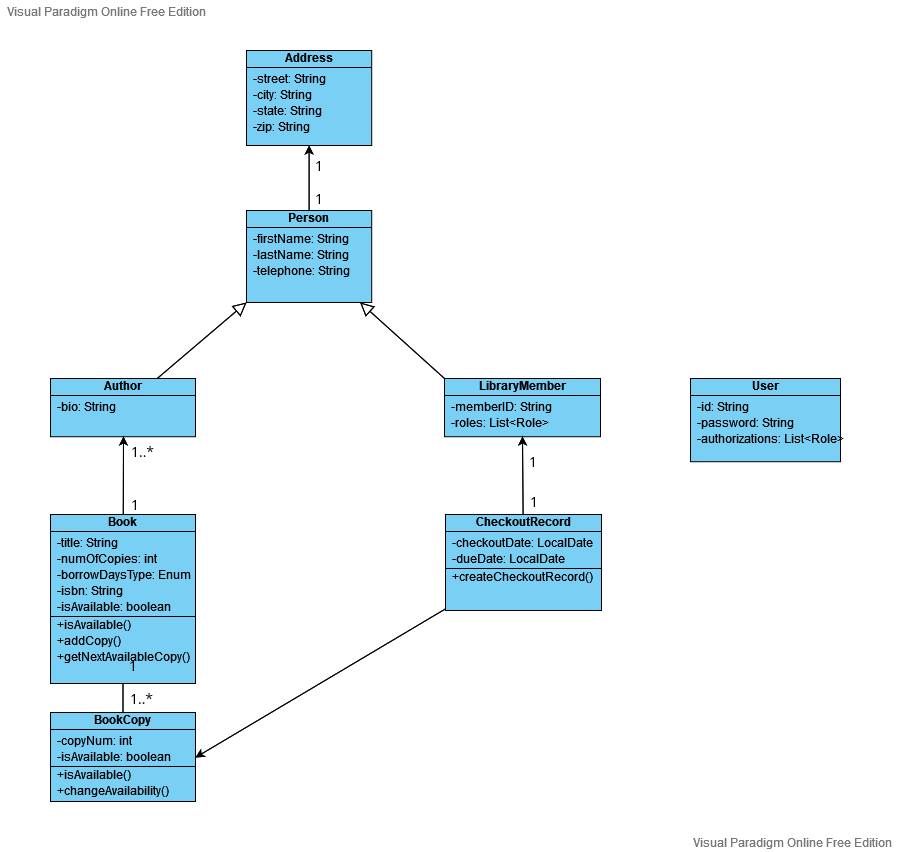 Visual Paradigm Online Free Edition
Address
-street: String
-city: String
-state: String
-zip: String
1
1
Person
-firstName: String
-lastName: String
-telephone: String
Author
-bio: String
LibraryMember
-memberID: String
-roles: List<Role>
User
-id: String
-password: String
-authorizations: List<Role>
1..*
1
1
1
Book
-title: String
-numOfCopies: int
-borrowDaysType: Enum
-isbn: String
-isAvailable: boolean
+isAvailable()
+addCopy()
+getNextAvailableCopy()
1
CheckoutRecord
-checkoutDate: LocalDate
-dueDate: LocalDate
+createCheckoutRecord()
1..*
BookCopy
-copyNum: int
-isAvailable: boolean
+isAvailable()
+changeAvailability()
Visual Paradigm Online Free Edition